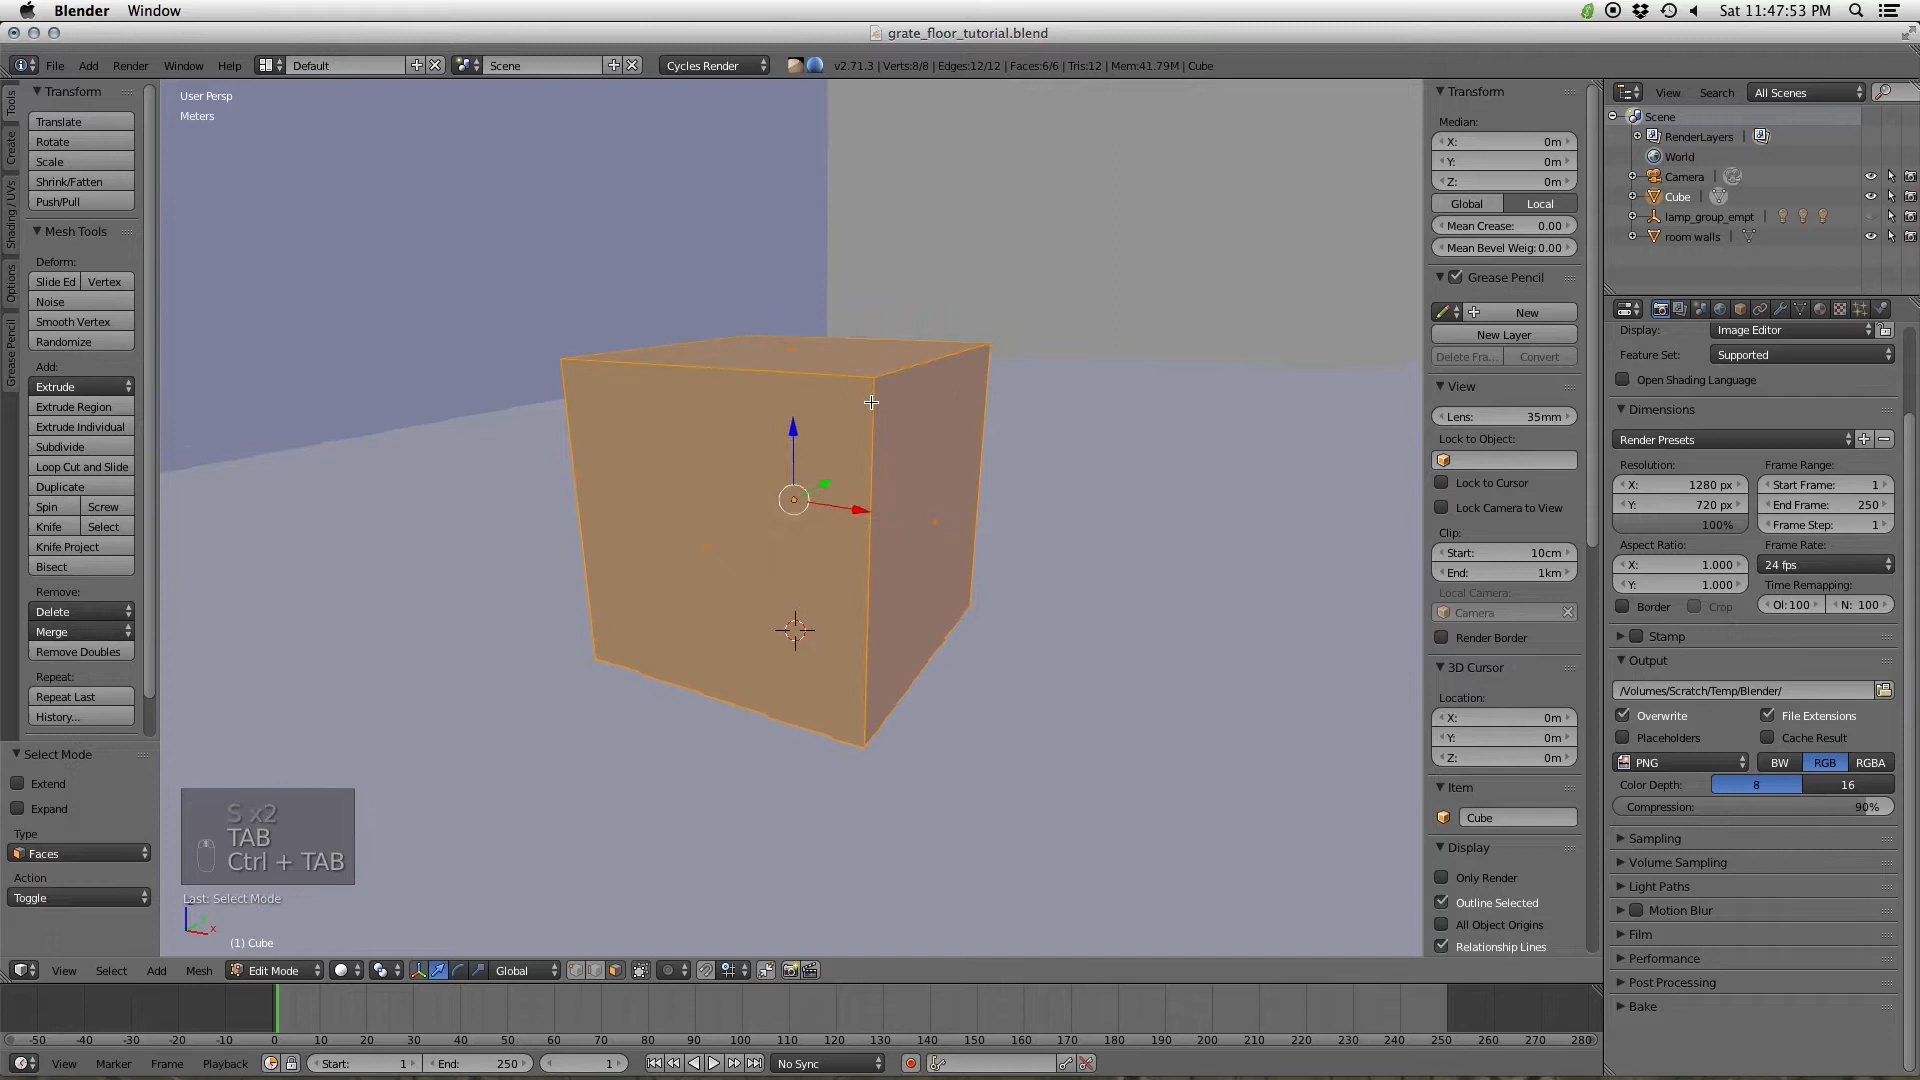 Blender Window Sat 11:47:53 PM
grate_floor_tutorial.blend
File Add Render Window Help Default Scene Cycles Render v2.71.3 | Verts:8/8 | Edges:12/12 | Faces:6/6 | Tris:12 | Mem:41.79M | Cube
Tools
Create
Shading / UVs
Options
Grease Pencil
Transform
Translate
Rotate
Scale
Shrink/Fatten
Push/Pull
Mesh Tools
Deform:
Slide Ed Vertex
Noise
Smooth Vertex
Randomize
Add:
Extrude
Extrude Region
Extrude Individual
Subdivide
Loop Cut and Slide
Duplicate
Spin Screw
Knife Select
Knife Project
Bisect
Remove:
Delete
Merge
Remove Doubles
Repeat:
Repeat Last
History...
Select Mode
Extend
Expand
Type
Faces
Action
Toggle
User Persp
Meters
S x2
TAB
Ctrl + TAB
Last: Select Mode
(1) Cube
Transform
Median:
X: 0m
Y: 0m
Z: 0m
Global Local
Mean Crease: 0.00
Mean Bevel Weig: 0.00
Grease Pencil
New
New Layer
Delete Fra... Convert
View
Lens: 35mm
Lock to Object:
Lock to Cursor
Lock Camera to View
Clip:
Start: 10cm
End: 1km
Local Camera:
Camera
Render Border
3D Cursor
Location:
X: 0m
Y: 0m
Z: 0m
Item
Cube
Display
Only Render
Outline Selected
All Object Origins
Relationship Lines
View Search All Scenes
Scene
RenderLayers
World
Camera
Cube
lamp_group_empt
room walls
Display: Image Editor
Feature Set: Supported
Open Shading Language
Dimensions
Render Presets
Resolution: Frame Range:
X: 1280 px Start Frame: 1
Y: 720 px End Frame: 250
100% Frame Step: 1
Aspect Ratio: Frame Rate:
X: 1.000 24 fps
Y: 1.000 Time Remapping:
Border Crop Ol: 100 N: 100
Stamp
Output
/Volumes/Scratch/Temp/Blender/
Overwrite File Extensions
Placeholders Cache Result
PNG BW RGB RGBA
Color Depth: 8 16
Compression: 90%
Sampling
Volume Sampling
Light Paths
Motion Blur
Film
Performance
Post Processing
Bake
View Select Add Mesh Edit Mode Global
-50 -40 -30 -20 -10 0 10 20 30 40 50 60 70 80 90 100 110 120 130 140 150 160 170 180 190 200 210 220 230 240 250 260 270 280
View Marker Frame Playback Start: 1 End: 250 1 No Sync